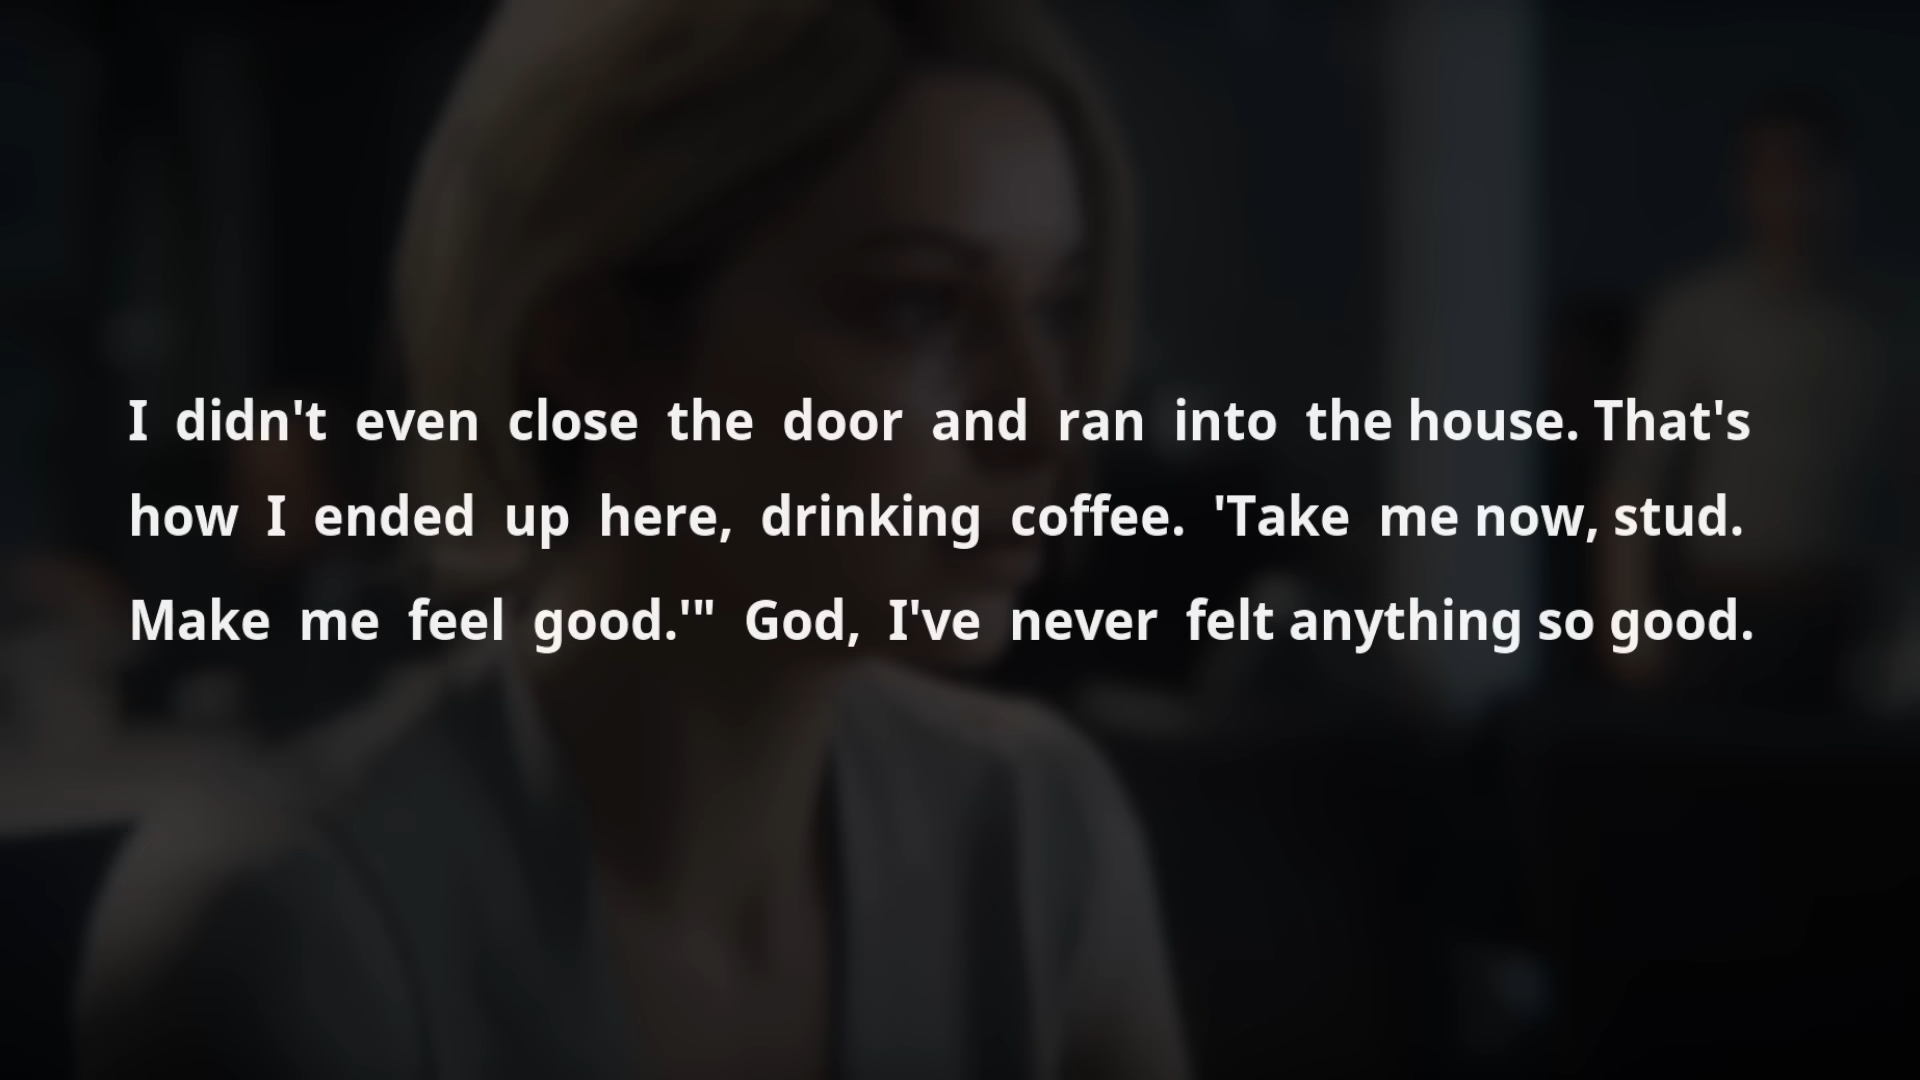 I didn't even close the door and ran into the house. That's
how I ended up here, drinking coffee. 'Take me now, stud.
Make me feel good.'" God, I've never felt anything so good.